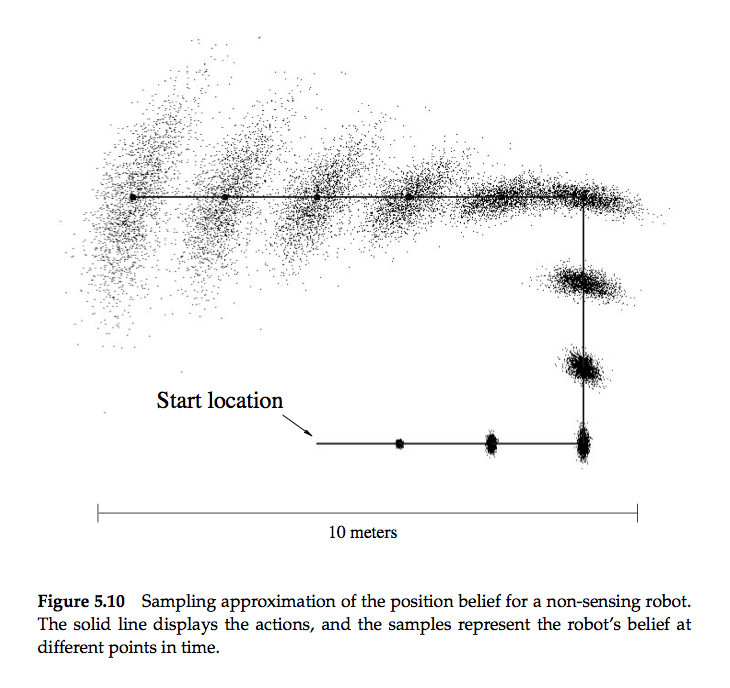 Start location
10 meters
Figure 5.10 Sampling approximation of the position belief for a non-sensing robot.
The solid line displays the actions, and the samples represent the robot’s belief at
different points in time.